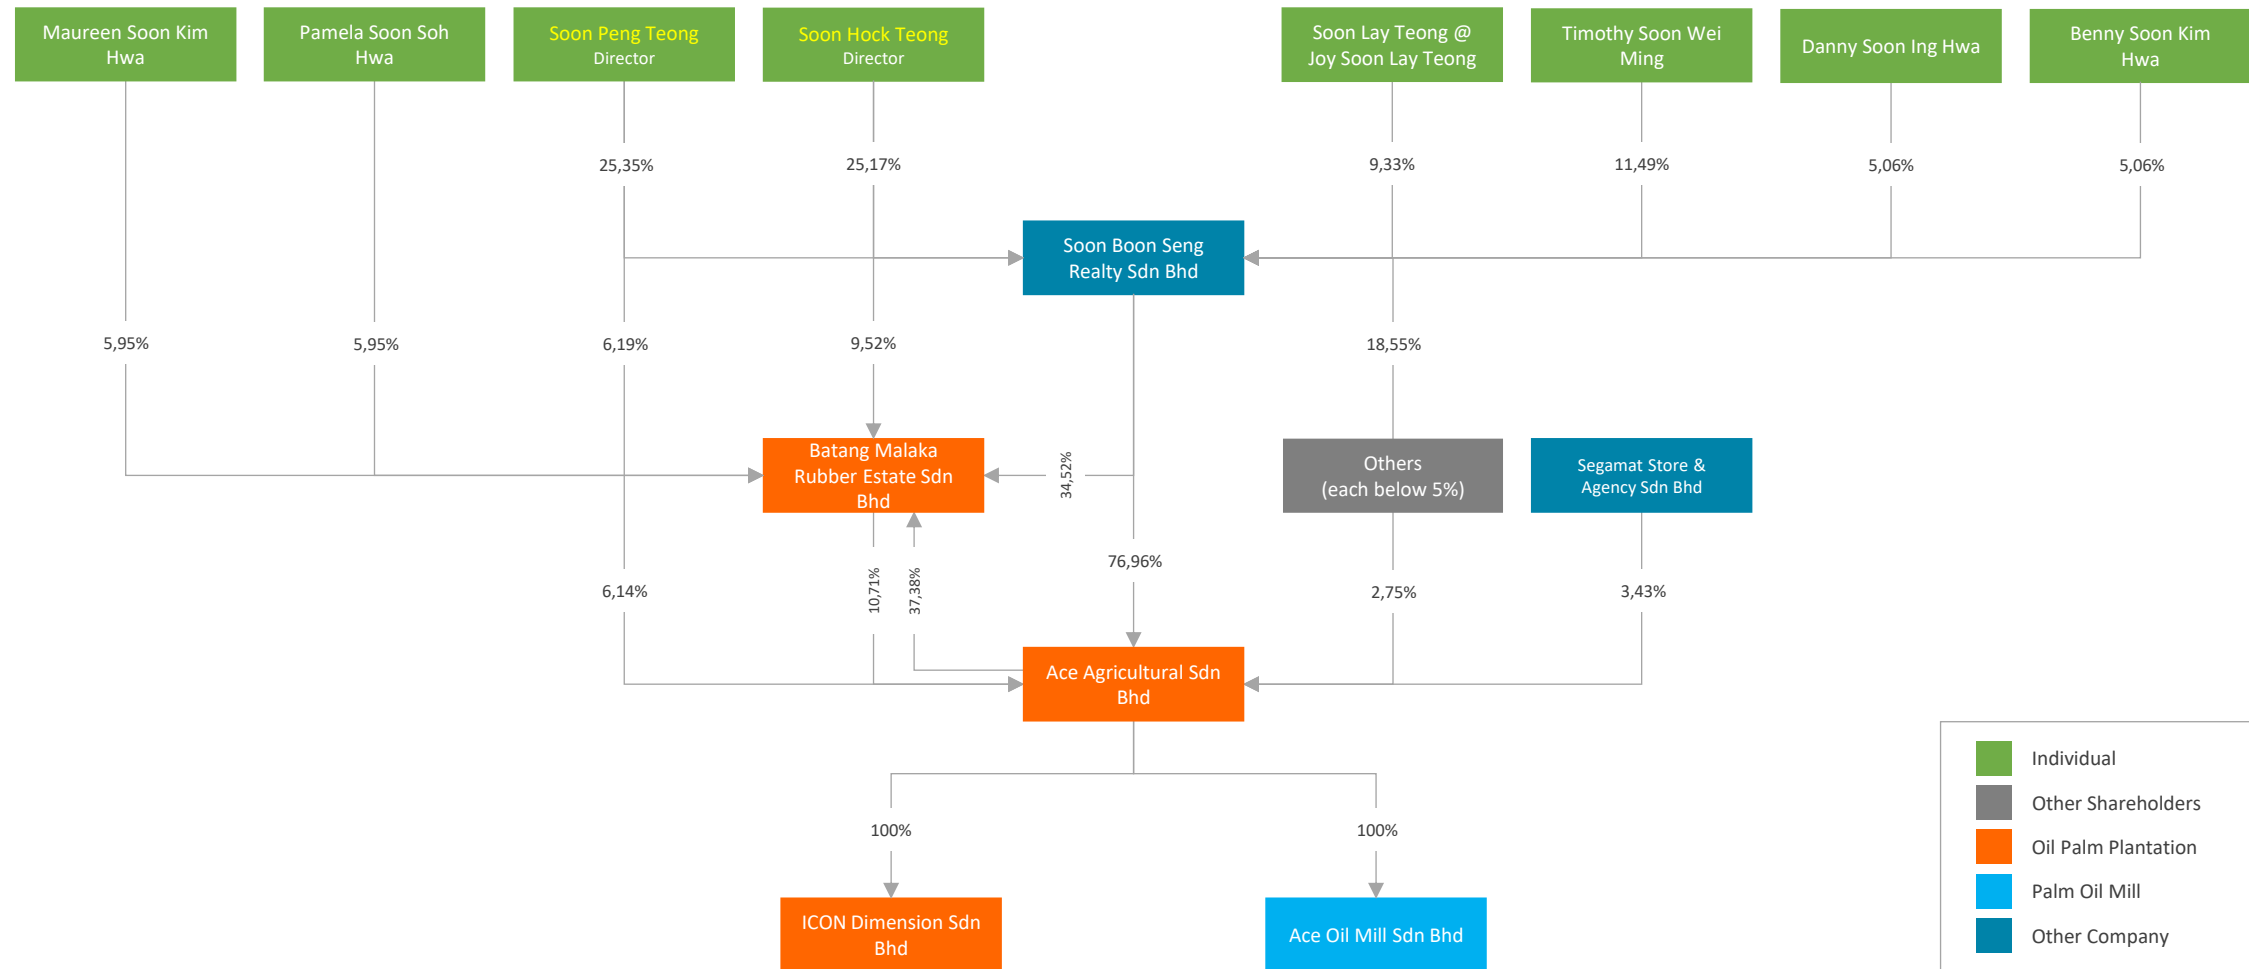 Maureen Soon Kim
Hwa
Pamela Soon Soh
Hwa
Soon Peng Teong
Director
Soon Hock Teong
Director
Soon Lay Teong @
Joy Soon Lay Teong
Timothy Soon Wei
Ming
Danny Soon Ing Hwa
Benny Soon Kim
Hwa
25,35%
25,17%
9,33%
11,49%
5,06%
5,06%
Soon Boon Seng
Realty Sdn Bhd
5,95%
5,95%
6,19%
9,52%
18,55%
Batang Malaka
Rubber Estate Sdn
Bhd
34,52%
Others
(each below 5%)
Segamat Store &
Agency Sdn Bhd
6,14%
10,71%
37,38%
76,96%
2,75%
3,43%
Ace Agricultural Sdn
Bhd
100%
100%
ICON Dimension Sdn
Bhd
Ace Oil Mill Sdn Bhd
Individual
Other Shareholders
Oil Palm Plantation
Palm Oil Mill
Other Company